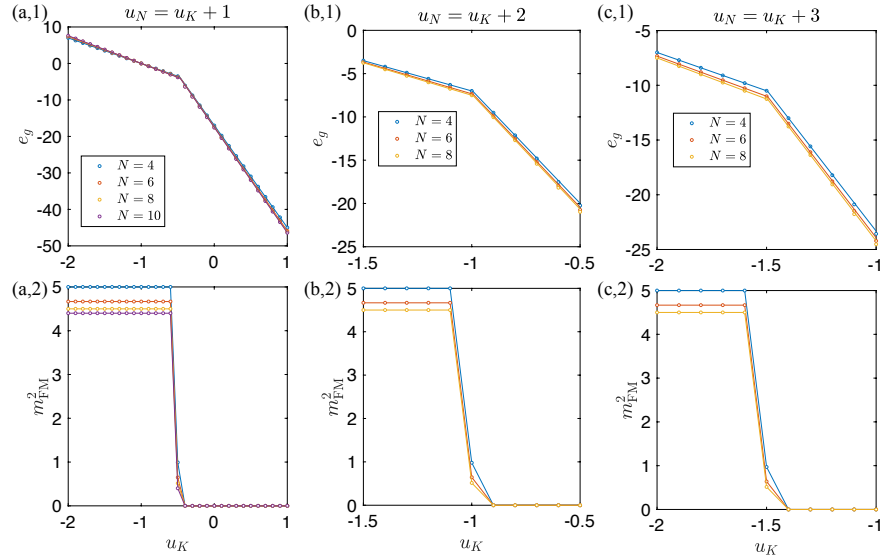 (a,1)
(b,1) u_N = u_K + 2
(c,1) u_N = u_K + 3
u_N = u_K + 1
10
0
-10
-20
-30
-40
-50
e_g
N = 4
N = 6
N = 8
N = 10
-2 -1 0 1
0
-5
-10
-15
-20
-25
e_g
N = 4
N = 6
N = 8
-1.5 -1 -0.5
-5
-10
-15
-20
-25
e_g
N = 4
N = 6
N = 8
-2 -1.5 -1
(a,2)
5
4
3
2
1
0
m²_FM
-2 -1 0 1
u_K
(b,2)
5
4
3
2
1
0
m²_FM
-1.5 -1 -0.5
u_K
(c,2)
5
4
3
2
1
0
m²_FM
-2 -1.5 -1
u_K